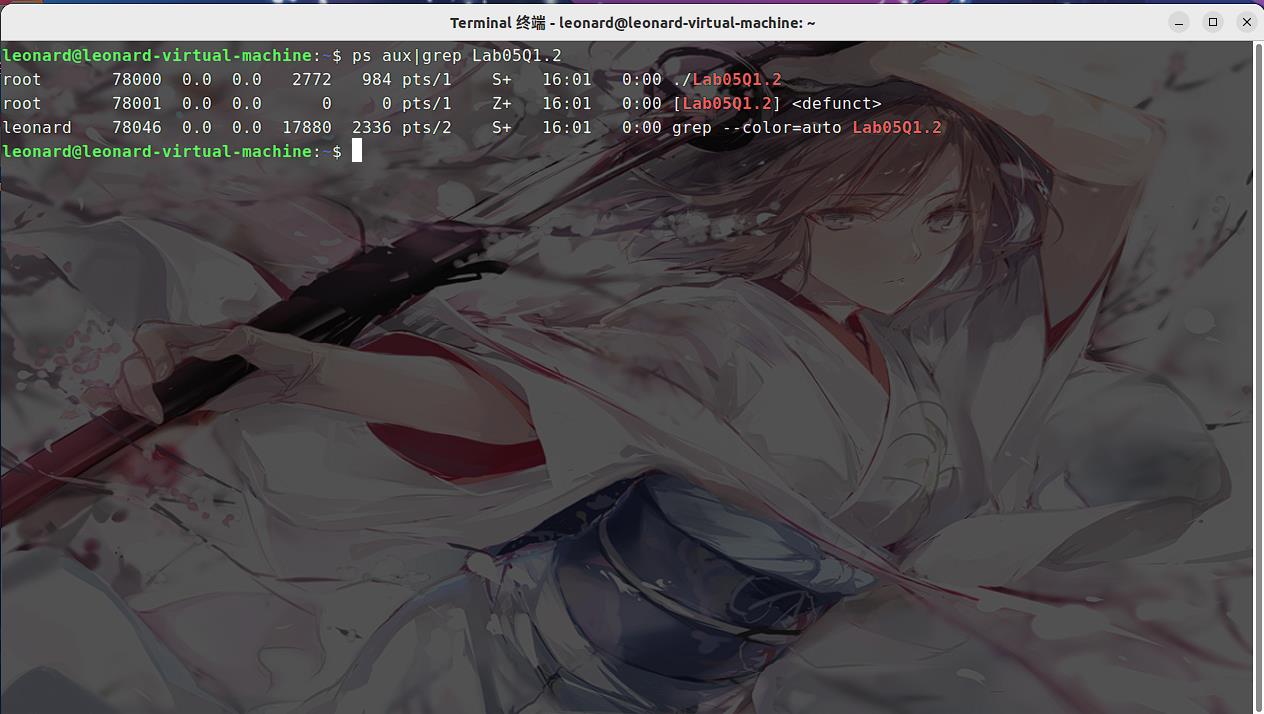 Terminal 终端 - leonard@leonard-virtual-machine: ~
leonard@leonard-virtual-machine:~$ ps aux|grep Lab05Q1.2
root       78000  0.0  0.0   2772   984 pts/1    S+   16:01   0:00 ./Lab05Q1.2
root       78001  0.0  0.0      0     0 pts/1    Z+   16:01   0:00 [Lab05Q1.2] <defunct>
leonard    78046  0.0  0.0  17880  2336 pts/2    S+   16:01   0:00 grep --color=auto Lab05Q1.2
leonard@leonard-virtual-machine:~$